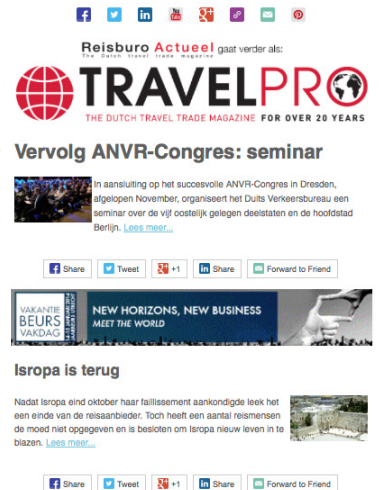 Reisburo Actueel gaat verder als:
The Dutch travel trade magazine
TRAVELPRO
THE DUTCH TRAVEL TRADE MAGAZINE FOR OVER 20 YEARS
Vervolg ANVR-Congres: seminar
In aansluiting op het succesvolle ANVR-Congres in Dresden,
afgelopen November, organiseert het Duits Verkeersbureau een
seminar over de vijf oostelijk gelegen deelstaten en de hoofdstad
Berlijn. Lees meer...
Share Tweet +1 Share Forward to Friend
VAKANTIE
BEURS
VAKDAG
NEW HORIZONS, NEW BUSINESS
MEET THE WORLD
Isropa is terug
Nadat Isropa eind oktober haar faillissement aankondigde leek het
een einde van de reisaanbieder. Toch heeft een aantal reismensen
de moed niet opgegeven en is besloten om Isropa nieuw leven in te
blazen. Lees meer...
Share Tweet +1 Share Forward to Friend